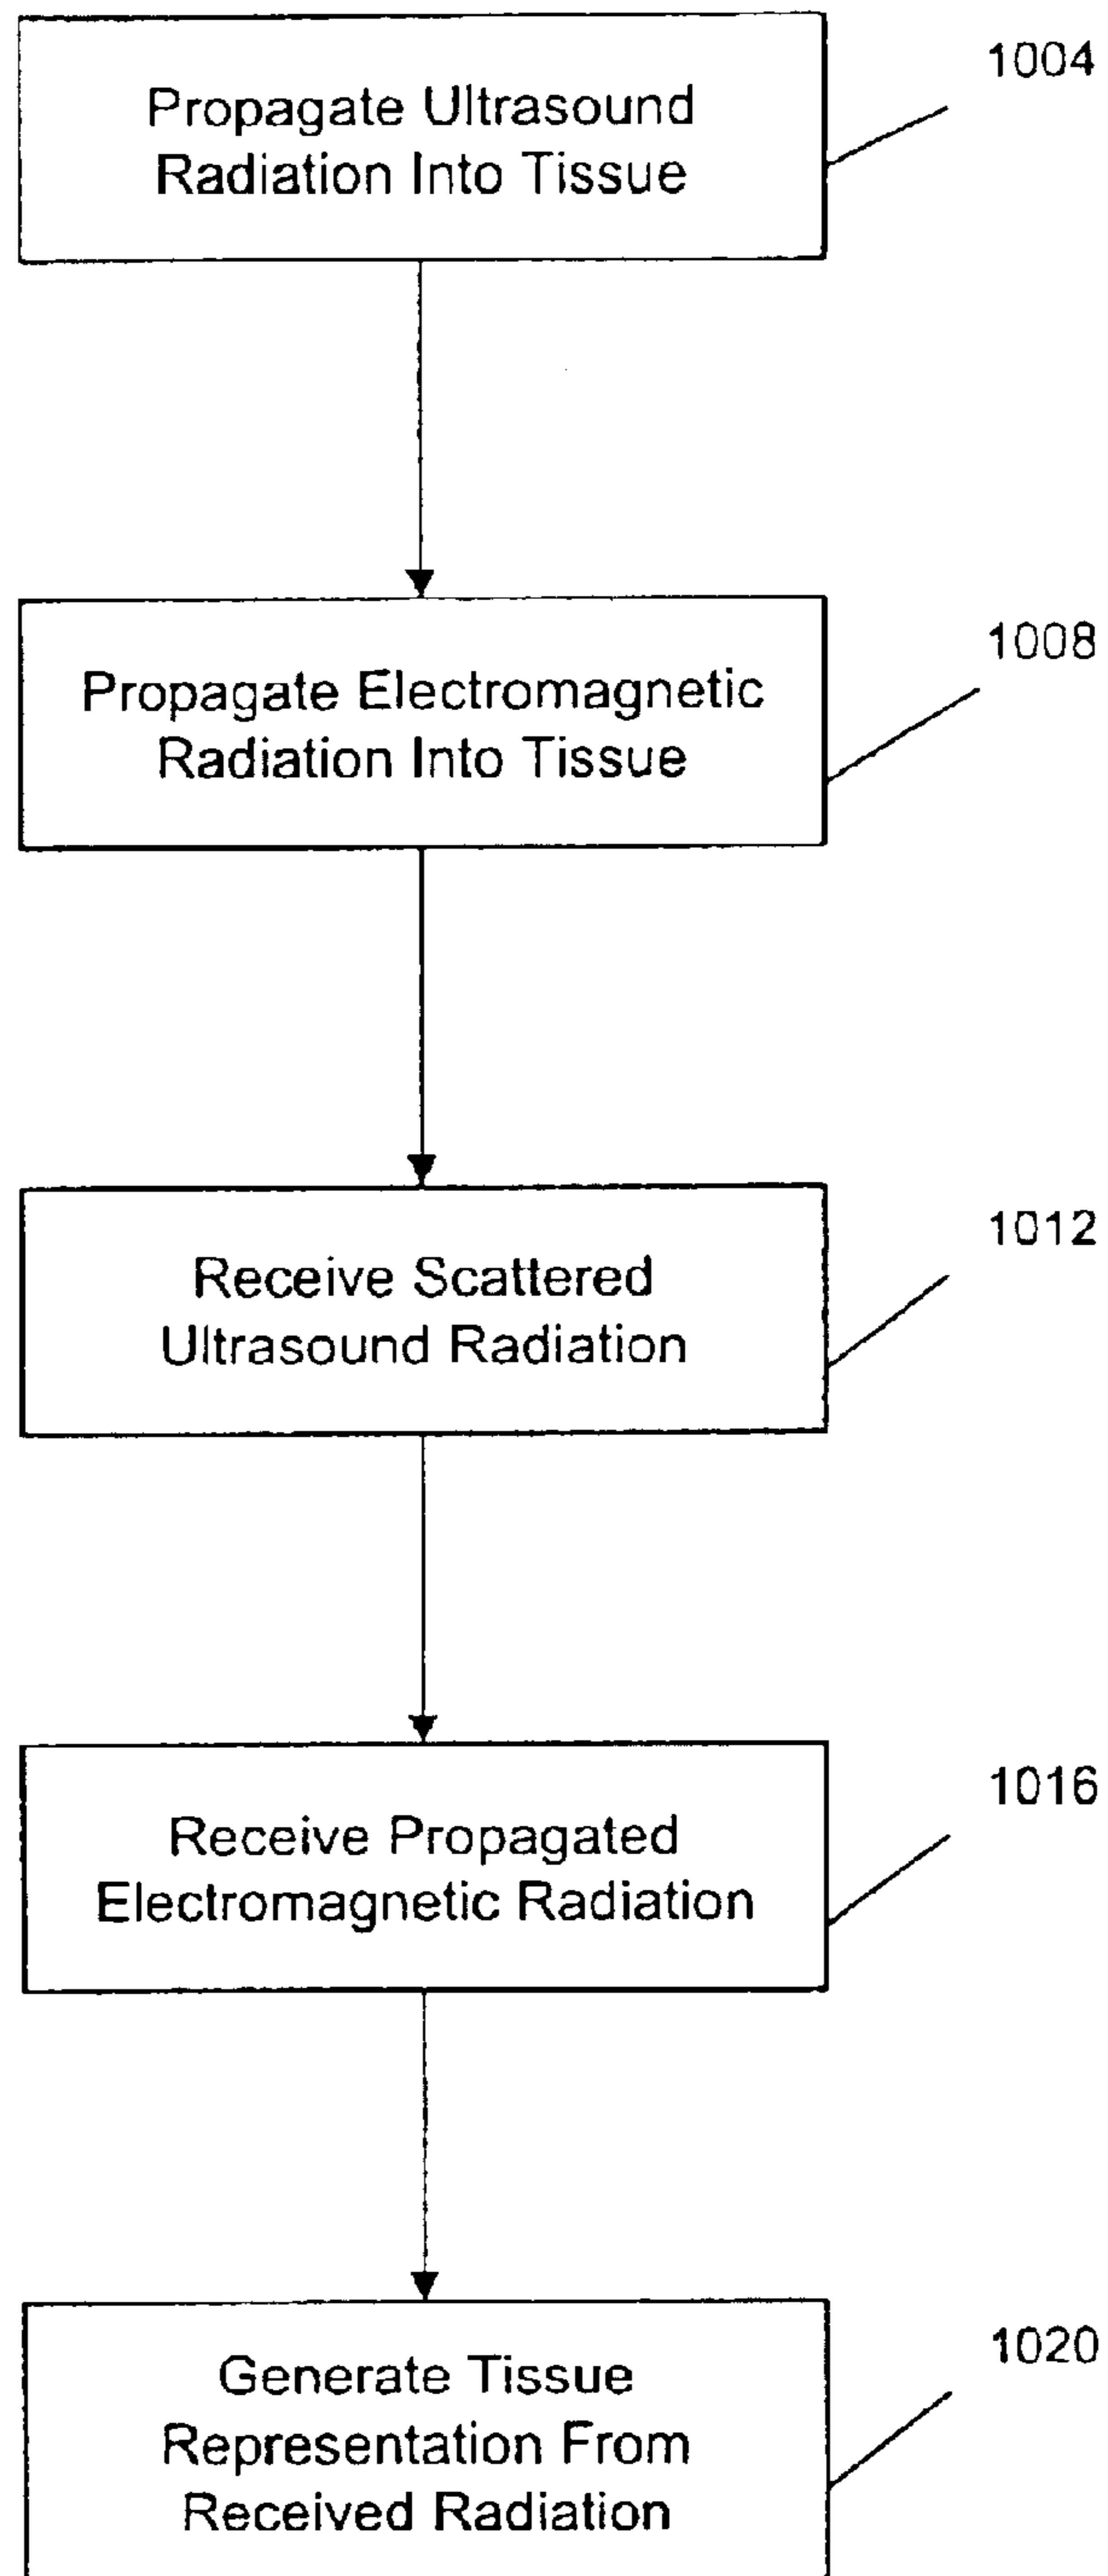 1004
Propagate Ultrasound
Radiation Into Tissue
1008
Propagate Electromagnetic
Radiation Into Tissue
1012
Receive Scattered
Ultrasound Radiation
1016
Receive Propagated
Electromagnetic Radiation
1020
Generate Tissue
Representation From
Received Radiation